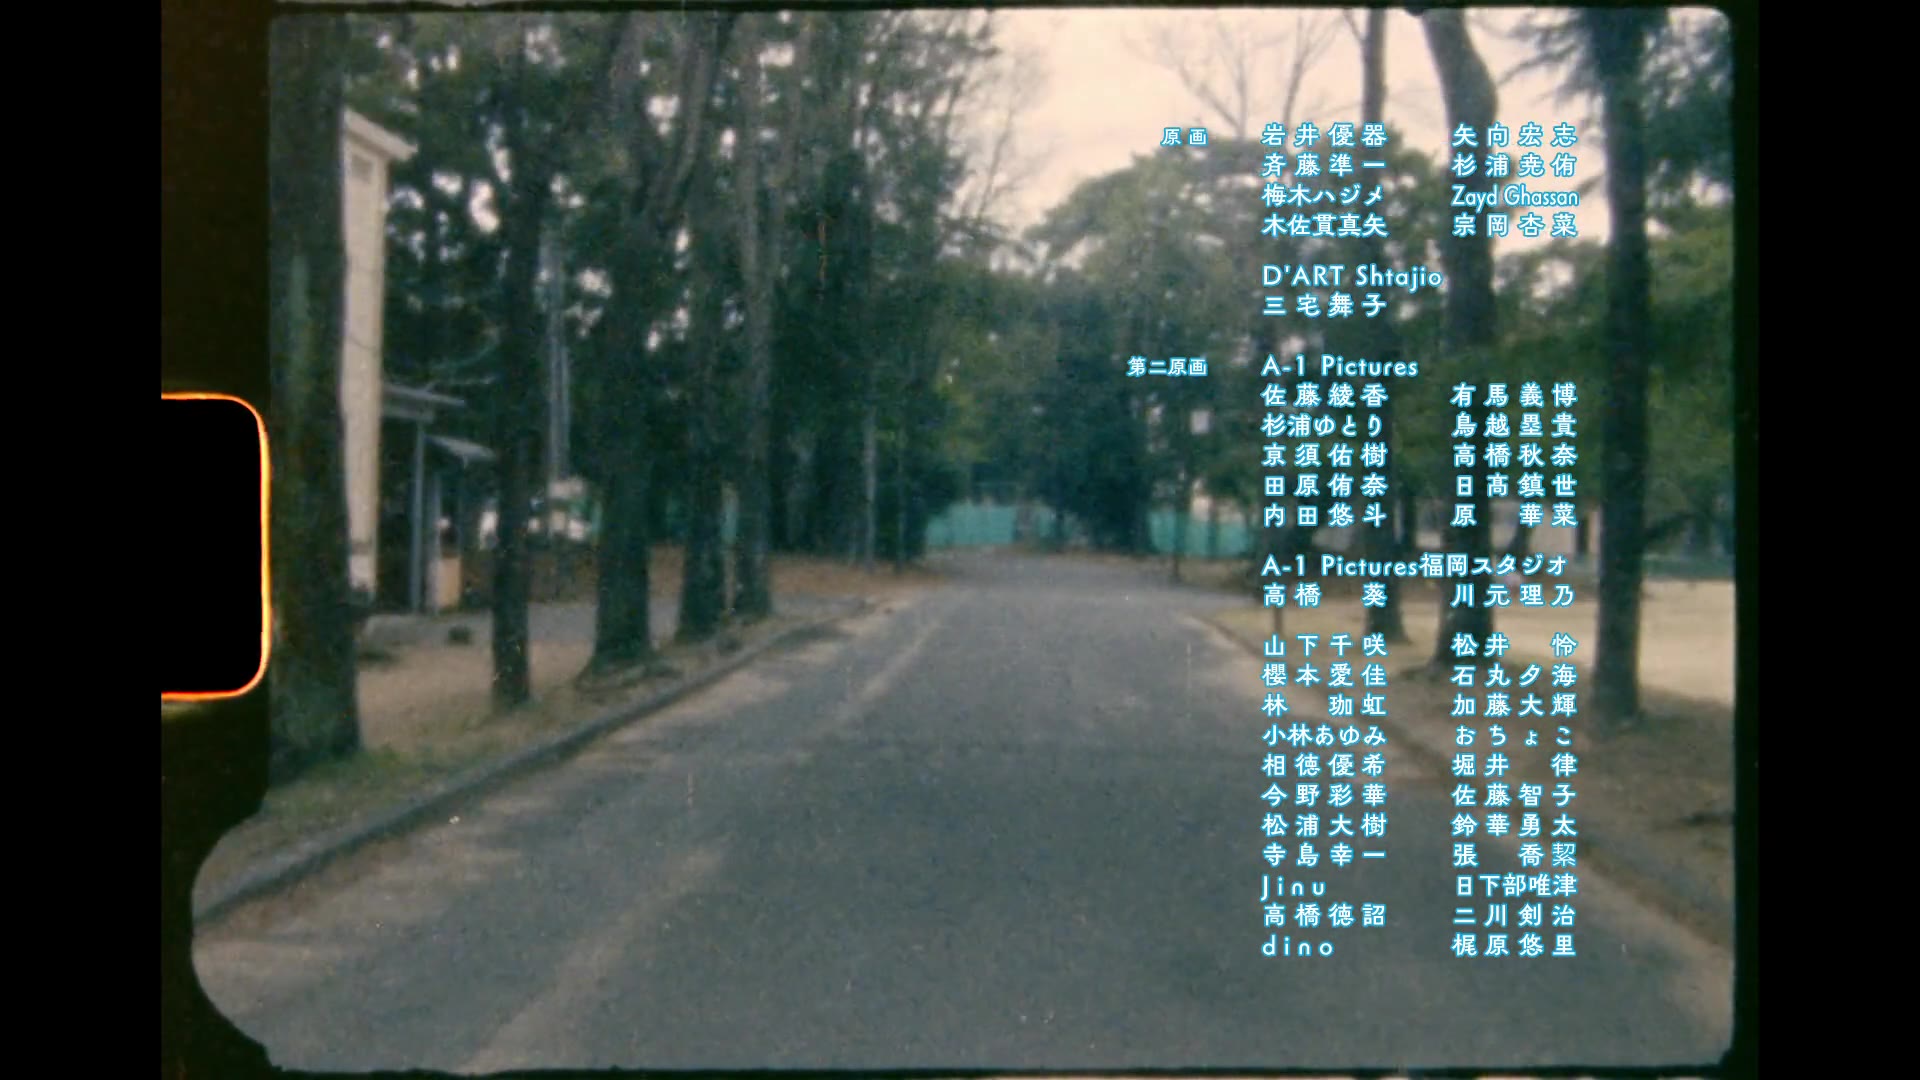 原画 岩井優器 矢向宏志
斉藤準一 杉浦尭侑
梅木ハジメ Zayd Ghassan
木佐貫真矢 宗岡杏菜
D'ART Shtajio
三宅舞子
第二原画 A-1 Pictures
佐藤綾香 有馬義博
杉浦ゆとり 鳥越塁貴
京須佑樹 高橋秋奈
田原侑奈 日髙鎮世
内田悠斗 原 華菜
A-1 Pictures福岡スタジオ
高橋 葵 川元理乃
山下千咲 松井 怜
櫻本愛佳 石丸夕海
林 珈虹 加藤大輝
小林あゆみ おちょこ
相徳優希 堀井 律
今野彩華 佐藤智子
松浦大樹 鈴華勇太
寺島幸一 張 喬絜
Jinu 日下部唯津
高橋徳詔 二川剣治
dino 梶原悠里